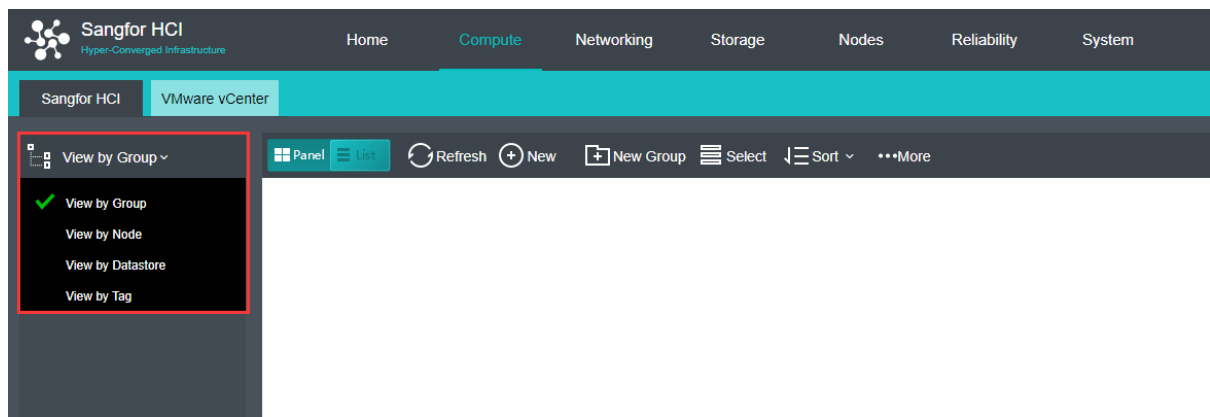 Sangfor HCI
Hyper-Converged Infrastructure
Home Compute Networking Storage Nodes Reliability System
Sangfor HCI VMware vCenter
View by Group
Panel List Refresh New New Group Select Sort •••More
View by Group
View by Node
View by Datastore
View by Tag